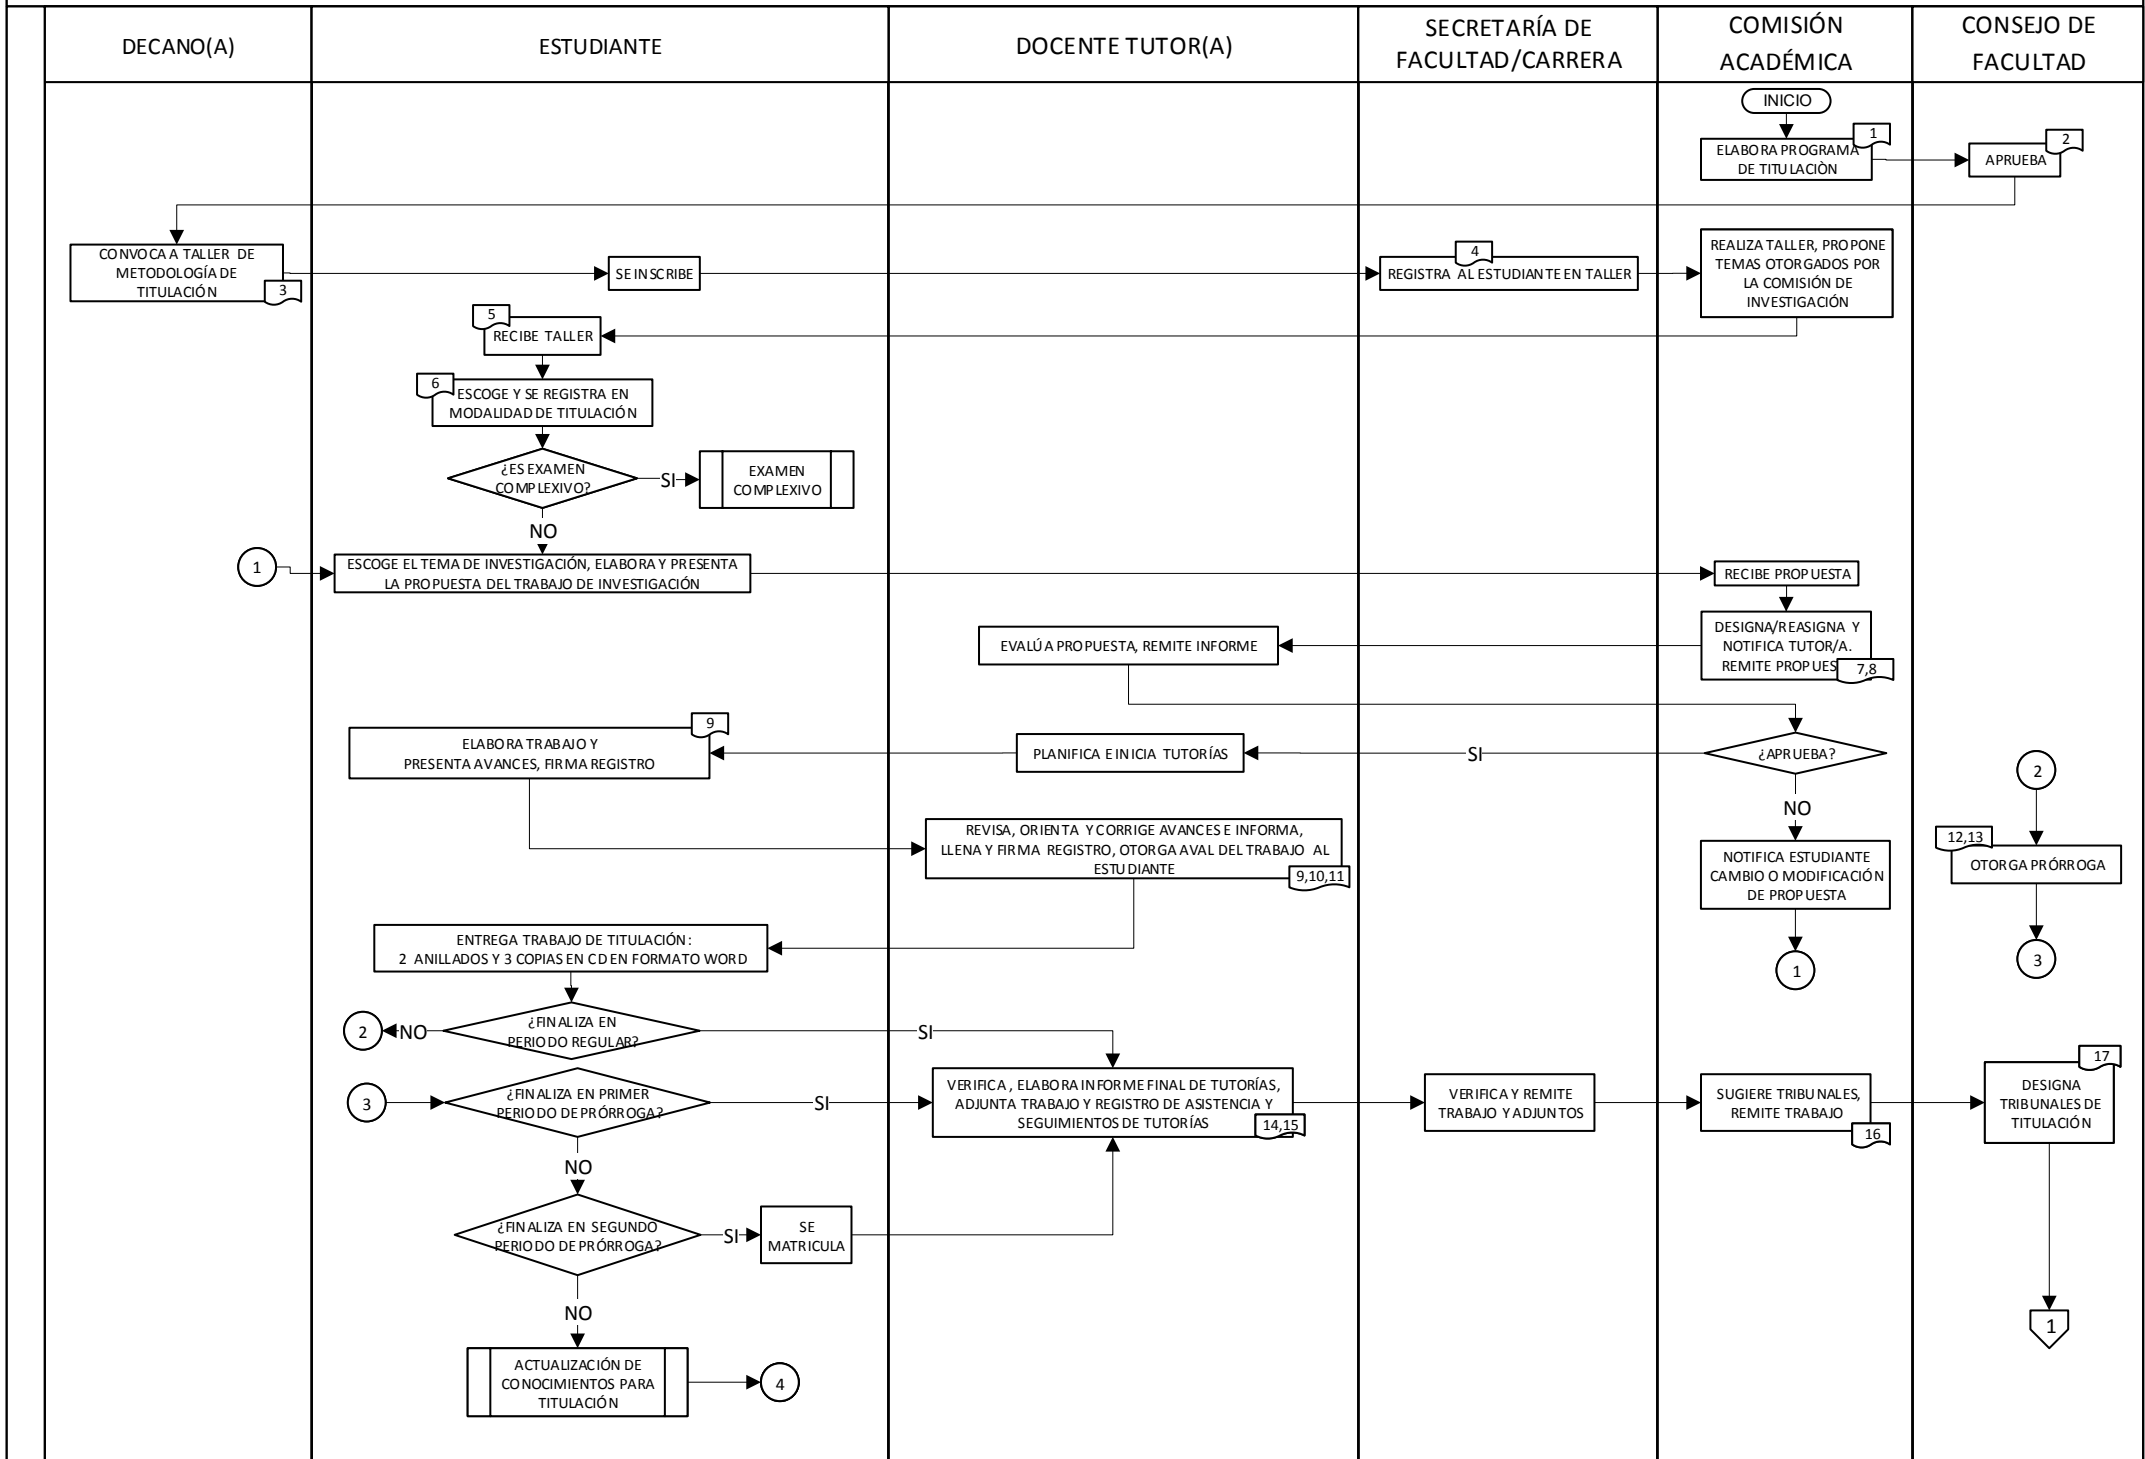 DECANO(A)
ESTUDIANTE
DOCENTE TUTOR(A)
SECRETARÍA DE
FACULTAD/CARRERA
COMISIÓN
ACADÉMICA
CONSEJO DE
FACULTAD
INICIO
1
ELABORA PROGRAMA
DE TITULACIÒN
2
APRUEBA
CONVOCA A TALLER DE
METODOLOGÍA DE
TITULACIÓN
3
SE INSCRIBE
4
REGISTRA AL ESTUDIANTE EN TALLER
REALIZA TALLER, PROPONE
TEMAS OTORGADOS POR
LA COMISIÓN DE
INVESTIGACIÓN
5
RECIBE TALLER
6
ESCOGE Y SE REGISTRA EN
MODALIDAD DE TITULACIÓN
¿ES EXAMEN
COMPLEXIVO?
SI
EXAMEN
COMPLEXIVO
NO
1
ESCOGE EL TEMA DE INVESTIGACIÓN, ELABORA Y PRESENTA
LA PROPUESTA DEL TRABAJO DE INVESTIGACIÓN
RECIBE PROPUESTA
DESIGNA/REASIGNA Y
NOTIFICA TUTOR/A.
REMITE PROPUES
7,8
EVALÚA PROPUESTA, REMITE INFORME
¿APRUEBA?
SI
PLANIFICA E INICIA TUTORÍAS
9
ELABORA TRABAJO Y
PRESENTA AVANCES, FIRMA REGISTRO
NO
NOTIFICA ESTUDIANTE
CAMBIO O MODIFICACIÓN
DE PROPUESTA
1
2
12,13
OTORGA PRÓRROGA
3
REVISA, ORIENTA Y CORRIGE AVANCES E INFORMA,
LLENA Y FIRMA REGISTRO, OTORGA AVAL DEL TRABAJO AL
ESTUDIANTE
9,10,11
ENTREGA TRABAJO DE TITULACIÓN:
2 ANILLADOS Y 3 COPIAS EN CD EN FORMATO WORD
2
NO
¿FINALIZA EN
PERIODO REGULAR?
SI
3
¿FINALIZA EN PRIMER
PERIODO DE PRÓRROGA?
SI
VERIFICA , ELABORA INFORME FINAL DE TUTORÍAS,
ADJUNTA TRABAJO Y REGISTRO DE ASISTENCIA Y
SEGUIMIENTOS DE TUTORÍAS
14,15
VERIFICA Y REMITE
TRABAJO Y ADJUNTOS
SUGIERE TRIBUNALES,
REMITE TRABAJO
16
17
DESIGNA
TRIBUNALES DE
TITULACIÓN
NO
¿FINALIZA EN SEGUNDO
PERIODO DE PRÓRROGA?
SI
SE
MATRICULA
NO
1
ACTUALIZACIÓN DE
CONOCIMIENTOS PARA
TITULACIÓN
4